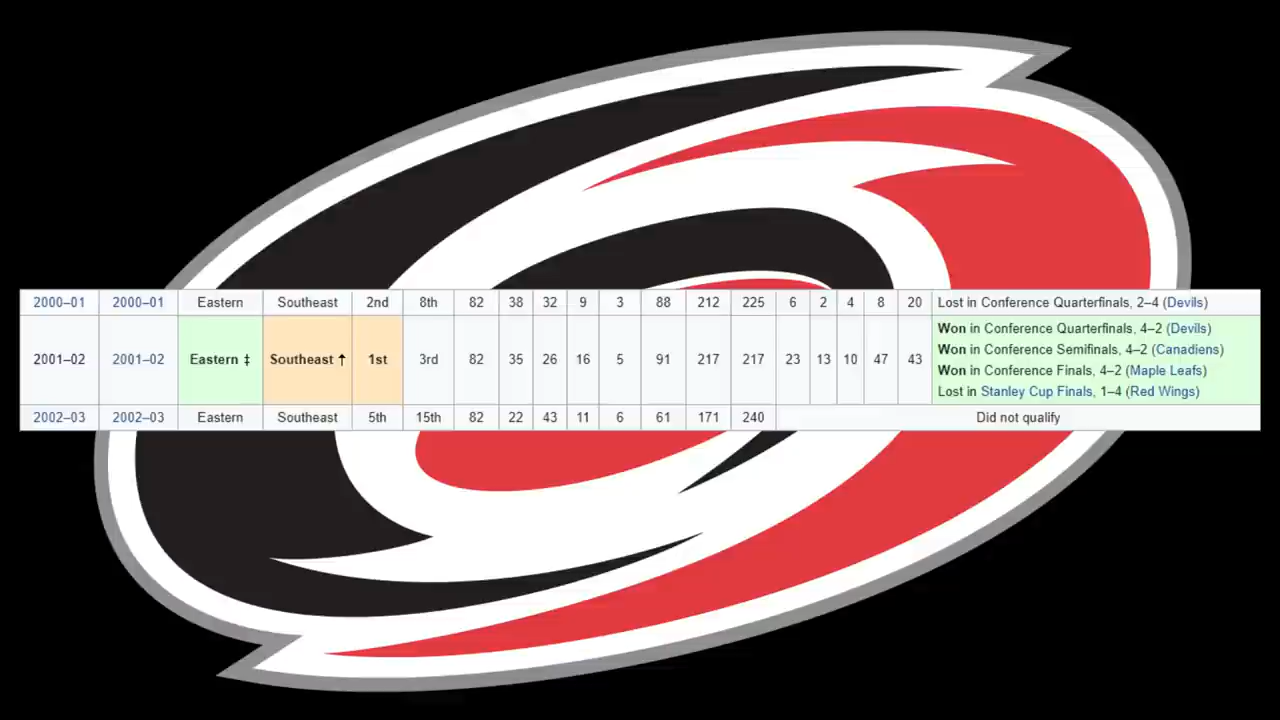 2000–01 2000–01 Eastern Southeast 2nd 8th 82 38 32 9 3 88 212 225 6 2 4 8 20 Lost in Conference Quarterfinals, 2–4 (Devils)
2001–02 2001–02 Eastern ‡ Southeast ↑ 1st 3rd 82 35 26 16 5 91 217 217 23 13 10 47 43 Won in Conference Quarterfinals, 4–2 (Devils)
Won in Conference Semifinals, 4–2 (Canadiens)
Won in Conference Finals, 4–2 (Maple Leafs)
Lost in Stanley Cup Finals, 1–4 (Red Wings)
2002–03 2002–03 Eastern Southeast 5th 15th 82 22 43 11 6 61 171 240 Did not qualify